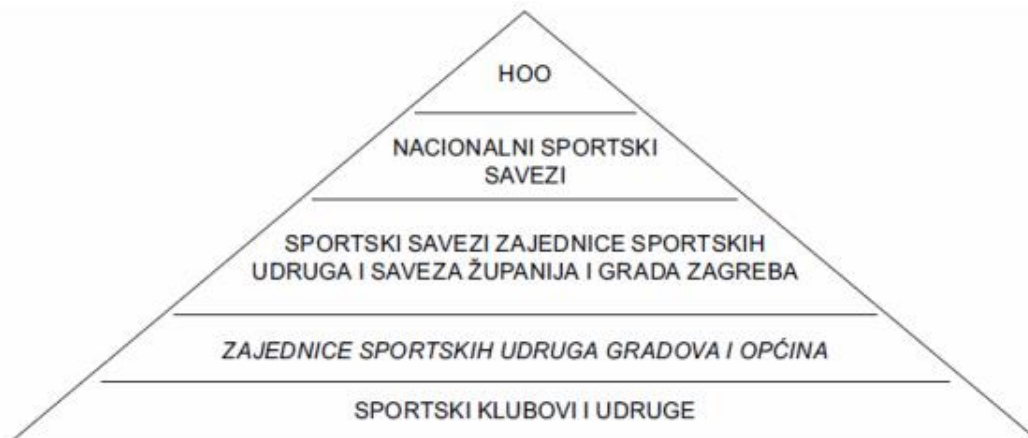 HOO
NACIONALNI SPORTSKI
SAVEZI
SPORTSKI SAVEZI ZAJEDNICE SPORTSKIH
UDRUGA I SAVEZA ŽUPANIJA I GRADA ZAGREBA
ZAJEDNICE SPORTSKIH UDRUGA GRADOVA I OPĆINA
SPORTSKI KLUBOVI I UDRUGE